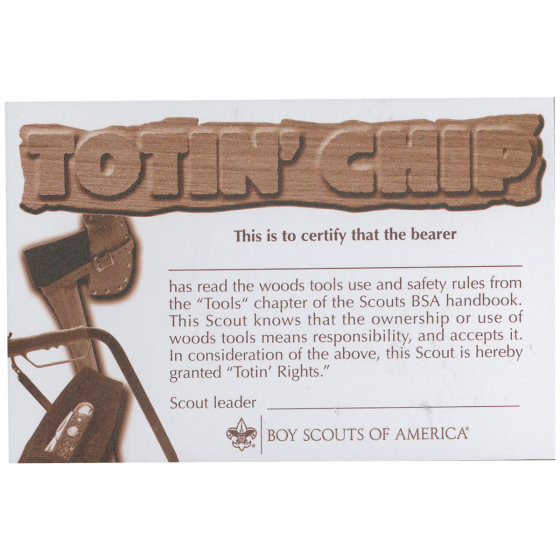 TOTIN' CHIP
This is to certify that the bearer
has read the woods tools use and safety rules from
the "Tools" chapter of the Scouts BSA handbook.
This Scout knows that the ownership or use of
woods tools means responsibility, and accepts it.
In consideration of the above, this Scout is hereby
granted "Totin' Rights."
Scout leader
BOY SCOUTS OF AMERICA®